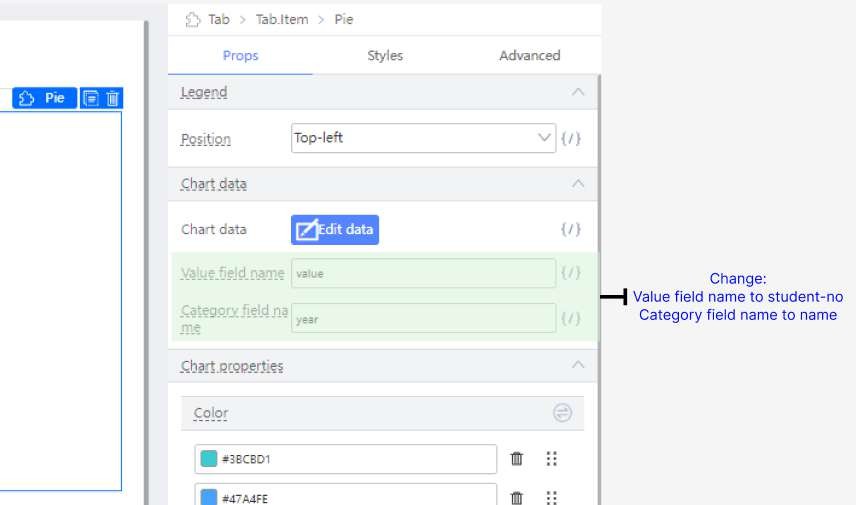 Tab > Tab.Item > Pie
Props Styles Advanced
Pie
Legend
Position Top-left {/}
Chart data
Chart data Edit data {/}
Value field name value {/}
Category field na
me year {/}
Change:
Value field name to student-no
Category field name to name
Chart properties
Color
#3BCBD1
#47A4FE